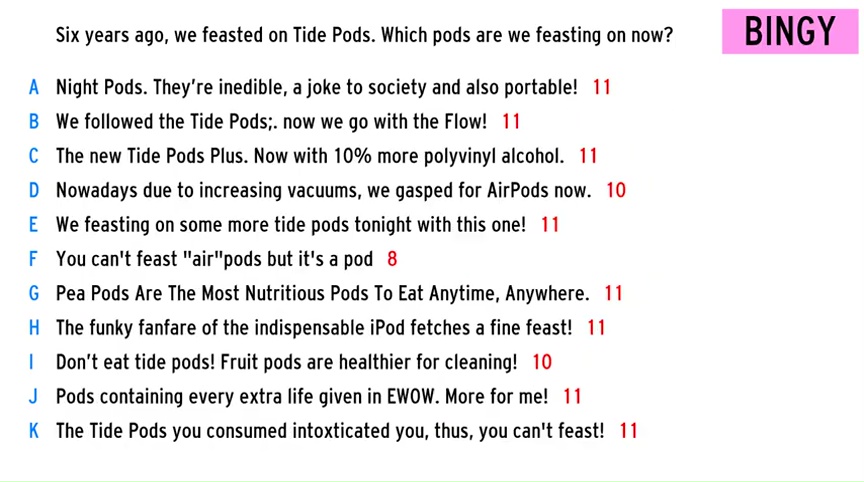 Six years ago, we feasted on Tide Pods. Which pods are we feasting on now?
BINGY
A Night Pods. They're inedible, a joke to society and also portable! 11
B We followed the Tide Pods;. now we go with the Flow! 11
C The new Tide Pods Plus. Now with 10% more polyvinyl alcohol. 11
D Nowadays due to increasing vacuums, we gasped for AirPods now. 10
E We feasting on some more tide pods tonight with this one! 11
F You can't feast "air"pods but it's a pod 8
G Pea Pods Are The Most Nutritious Pods To Eat Anytime, Anywhere. 11
H The funky fanfare of the indispensable iPod fetches a fine feast! 11
I Don't eat tide pods! Fruit pods are healthier for cleaning! 10
J Pods containing every extra life given in EWOW. More for me! 11
K The Tide Pods you consumed intoxticated you, thus, you can't feast! 11